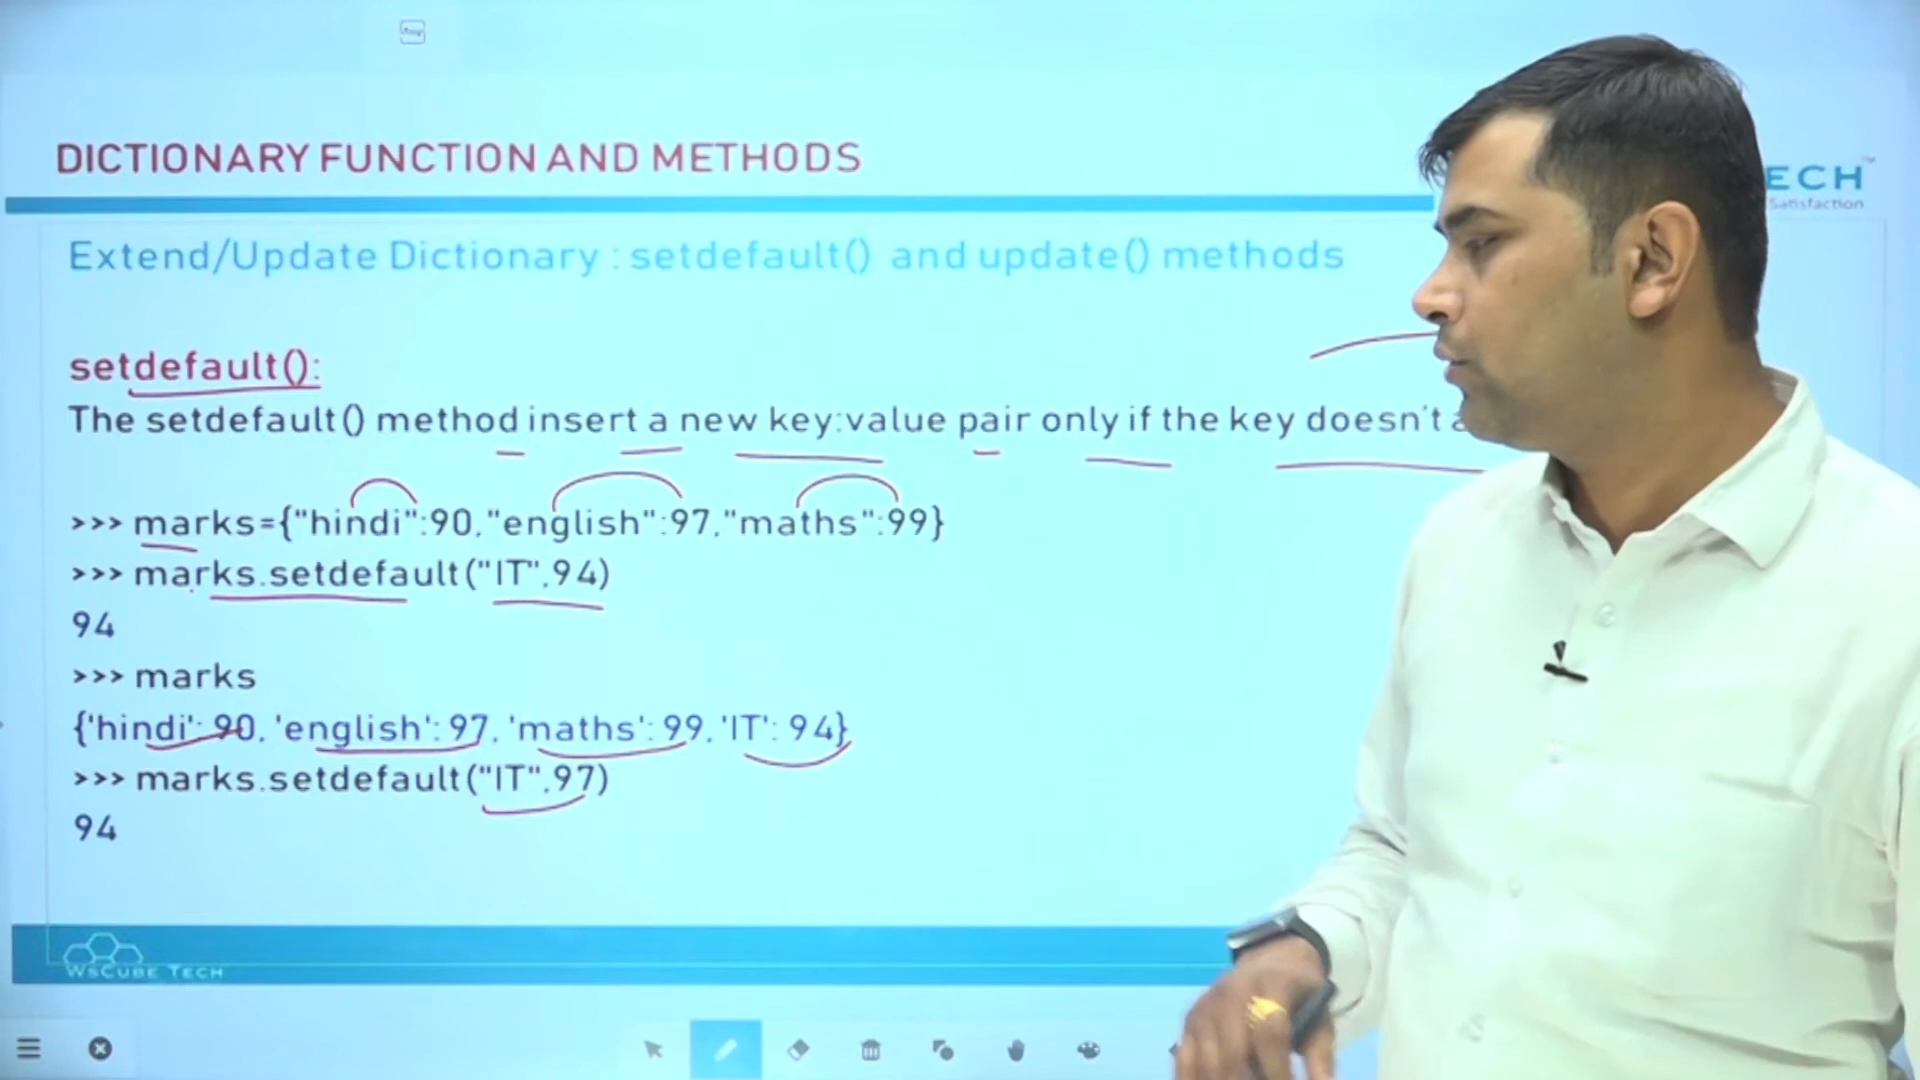 DICTIONARY FUNCTION AND METHODS
ECH™
Satisfaction
Extend/Update Dictionary : setdefault() and update() methods
setdefault():
The setdefault() method insert a new key:value pair only if the key doesn't
>>> marks={"hindi":90,"english":97,"maths":99}
>>> marks.setdefault("IT",94)
94
>>> marks
{'hindi': 90, 'english': 97, 'maths': 99, 'IT': 94}
>>> marks.setdefault("IT",97)
94
WSCUBE TECH